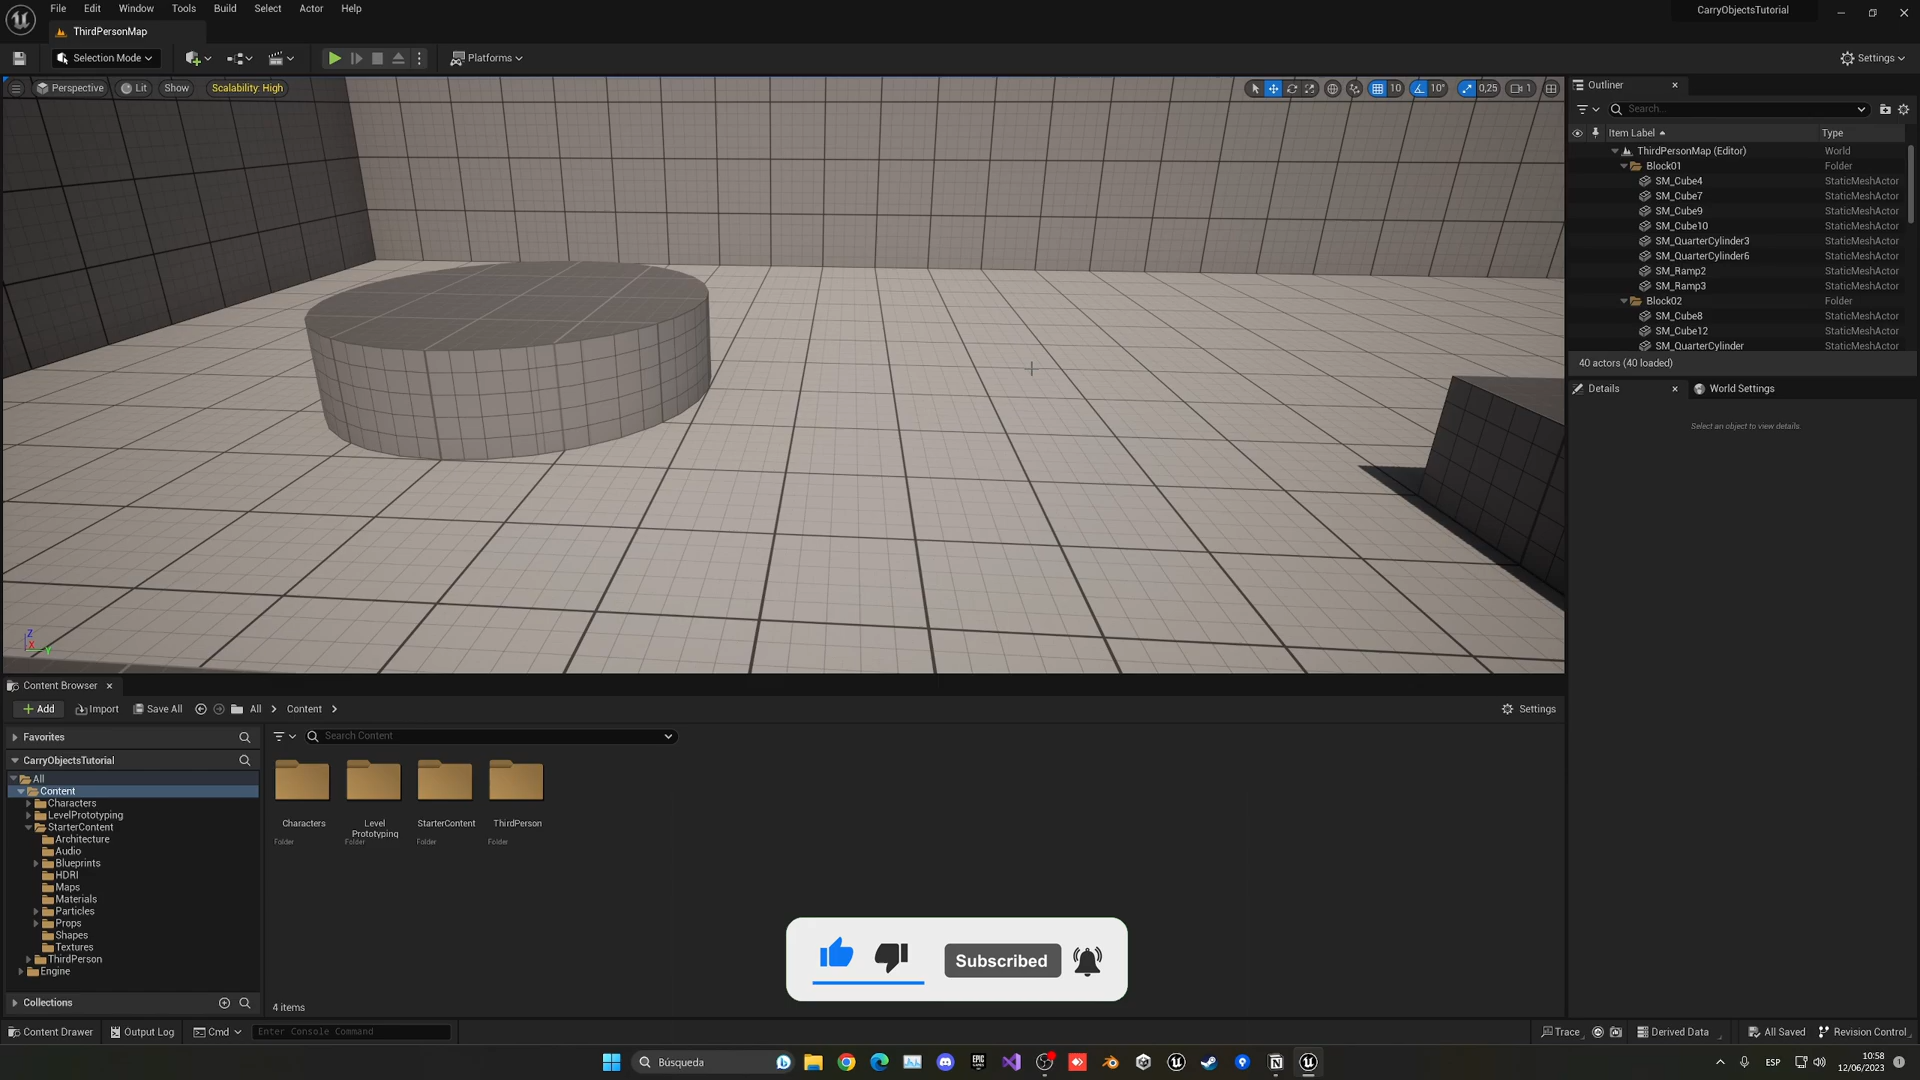 File Edit Window Tools Build Select Actor Help
CarryObjectsTutorial
ThirdPersonMap
Selection Mode
Platforms
Settings
Perspective Lit Show Scalability: High
10 10° 0,25 1
Outliner
Search...
Item Label Type
ThirdPersonMap (Editor) World
Block01 Folder
SM_Cube4 StaticMeshActor
SM_Cube7 StaticMeshActor
SM_Cube9 StaticMeshActor
SM_Cube10 StaticMeshActor
SM_QuarterCylinder3 StaticMeshActor
SM_QuarterCylinder6 StaticMeshActor
SM_Ramp2 StaticMeshActor
SM_Ramp3 StaticMeshActor
Block02 Folder
SM_Cube8 StaticMeshActor
SM_Cube12 StaticMeshActor
SM_QuarterCylinder StaticMeshActor
40 actors (40 loaded)
Details World Settings
Select an object to view details.
Z
X
Y
Content Browser
Add Import Save All All Content Settings
Favorites
Search Content
CarryObjectsTutorial
All
Content
Characters
LevelPrototyping
StarterContent
Architecture
Audio
Blueprints
HDRI
Maps
Materials
Particles
Props
Shapes
Textures
ThirdPerson
Engine
Collections
Characters
Folder
Level
Prototyping
Folder
StarterContent
Folder
ThirdPerson
Folder
4 items
Subscribed
Content Drawer Output Log Cmd Enter Console Command
Trace Derived Data All Saved Revision Control
Búsqueda
EPIC
GAMES
ESP
10:58
12/06/2023
1